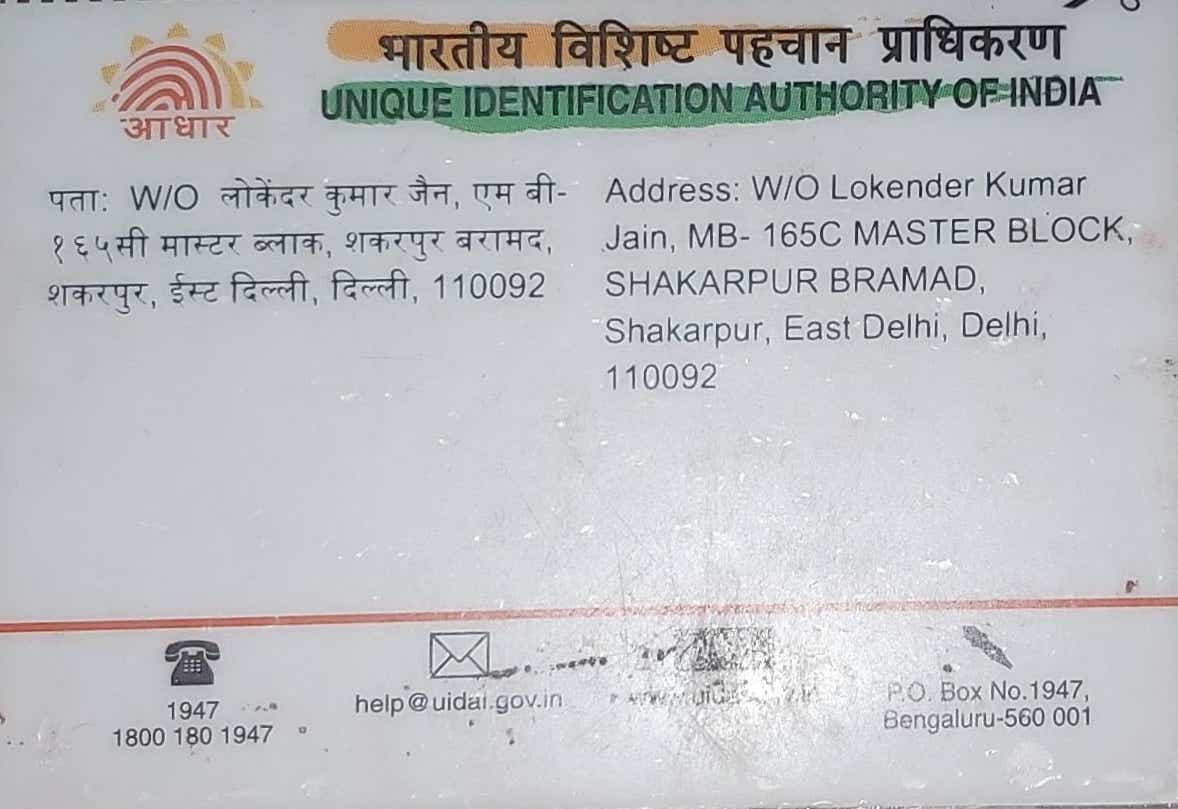 भारतीय विशिष्ट पहचान प्राधिकरण
UNIQUE IDENTIFICATION AUTHORITY OF INDIA
आधार
पता: W/O लोकेंदर कुमार जैन, एम बी-
१६५सी मास्टर ब्लाक, शकरपुर बरामद,
शकरपुर, ईस्ट दिल्ली, दिल्ली, 110092
Address: W/O Lokender Kumar
Jain, MB- 165C MASTER BLOCK,
SHAKARPUR BRAMAD,
Shakarpur, East Delhi, Delhi,
110092
1947
1800 180 1947
help@uidai.gov.in
P.O. Box No.1947,
Bengaluru-560 001